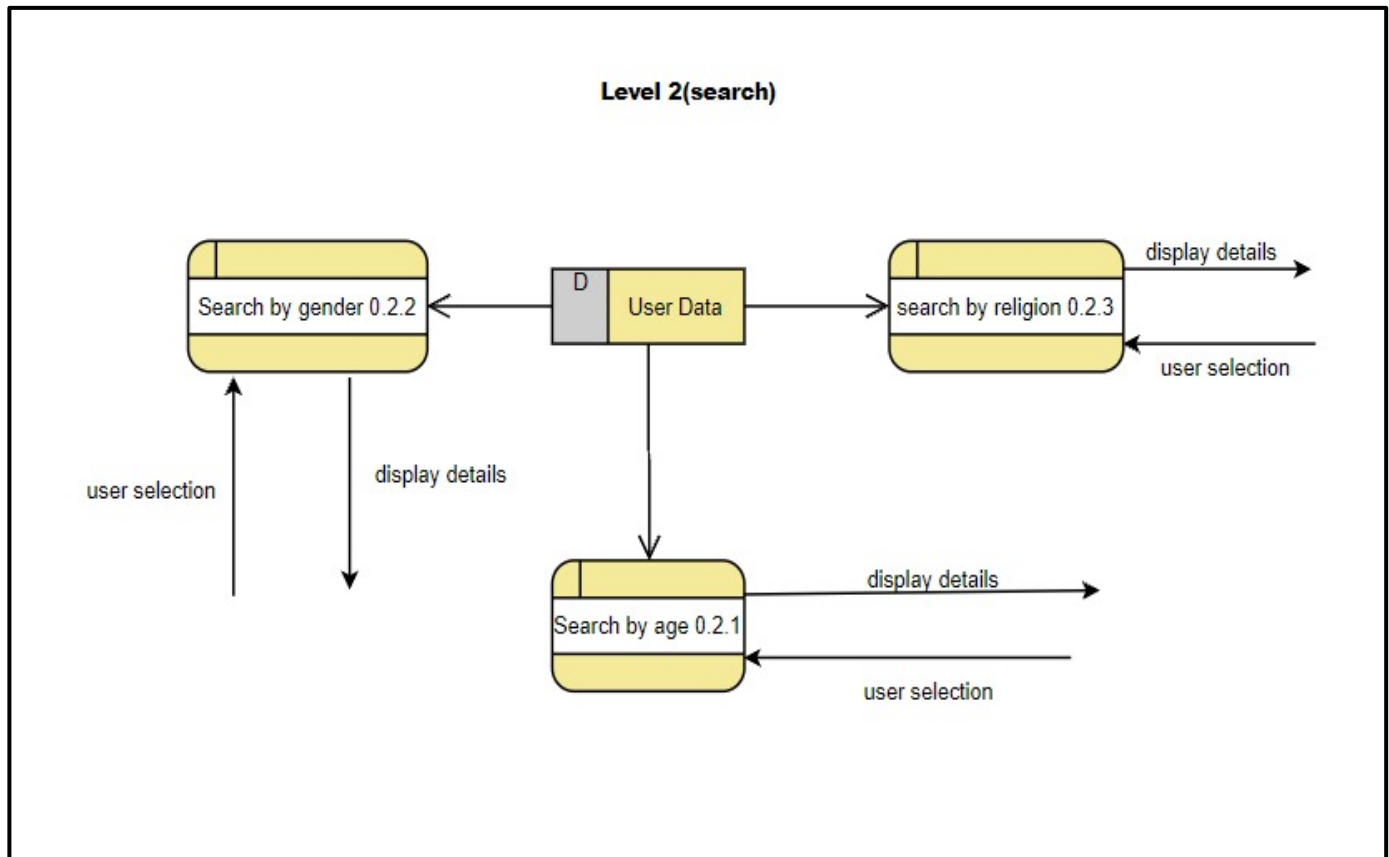 Level 2(search)
display details
D
User Data
Search by gender 0.2.2
search by religion 0.2.3
user selection
display details
user selection
display details
Search by age 0.2.1
user selection